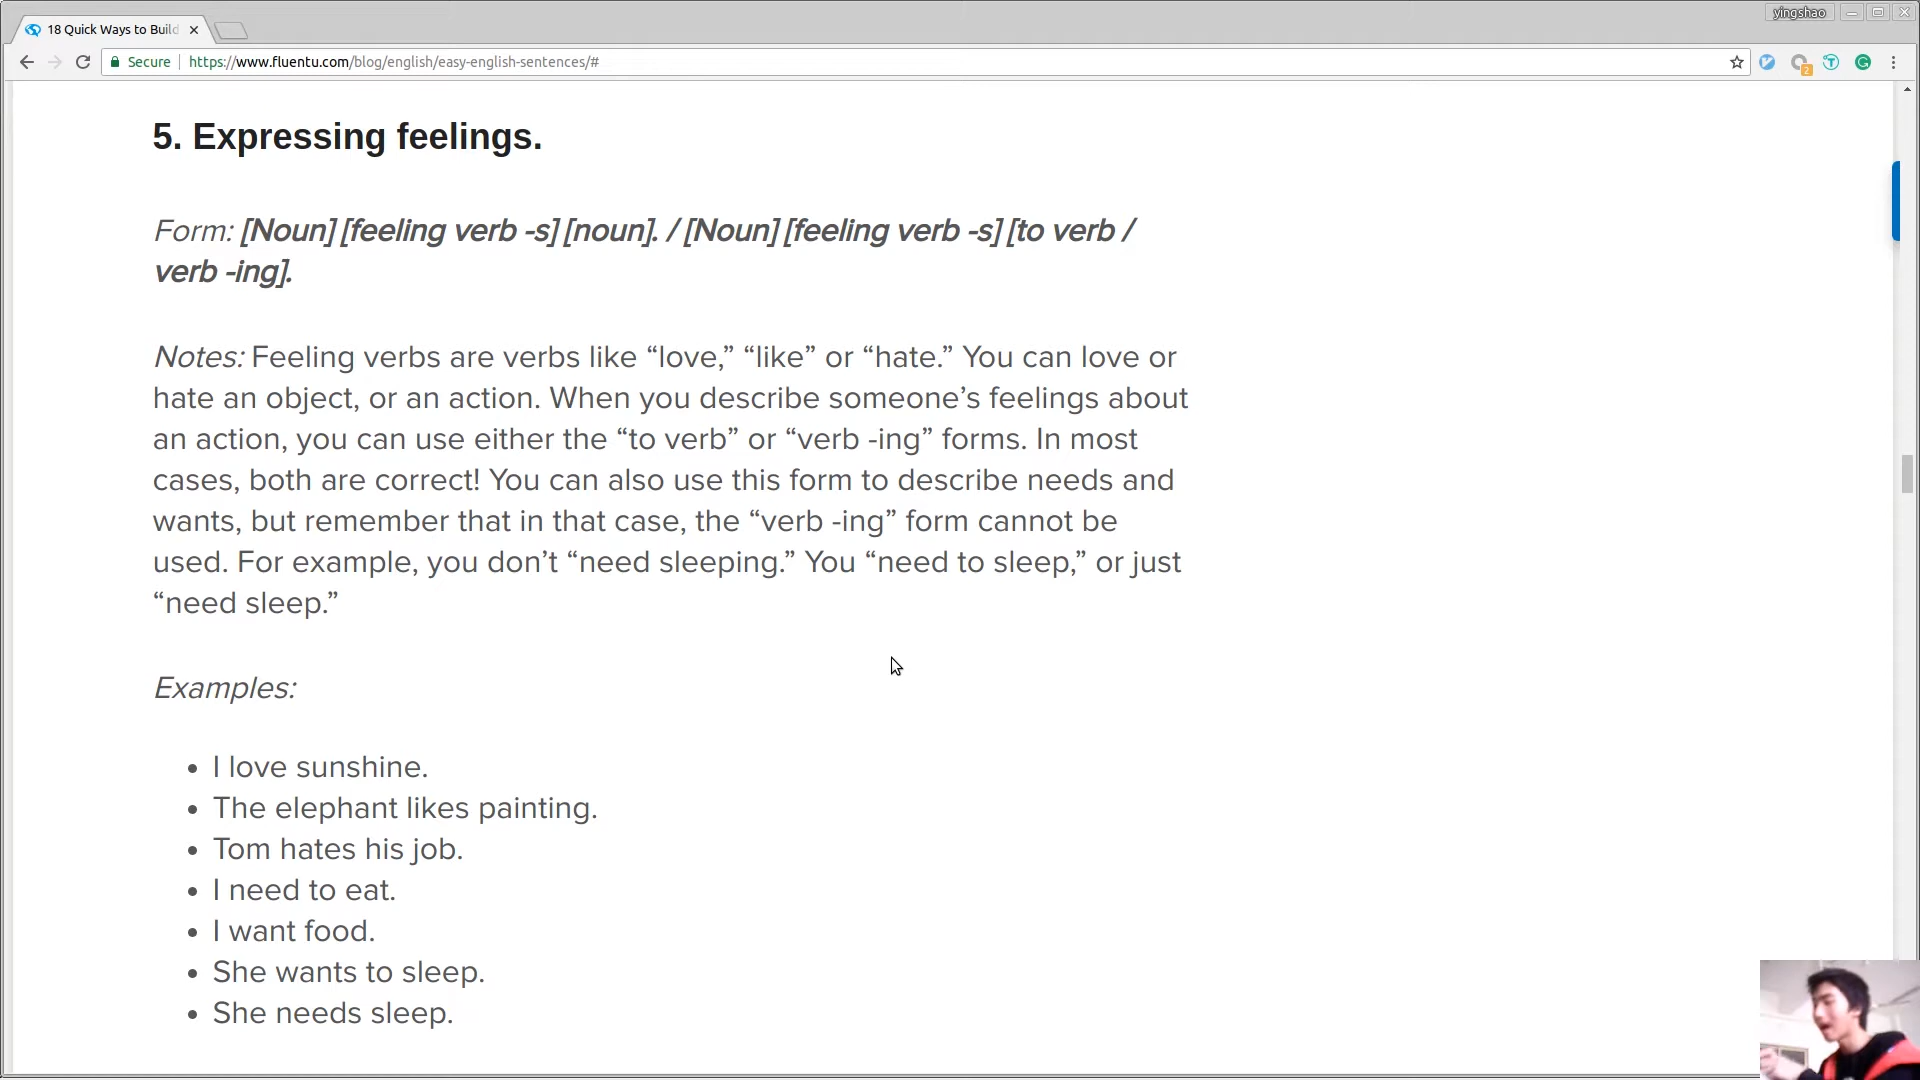 yingshao
18 Quick Ways to Build
Secure
https://www.fluentu.com/blog/english/easy-english-sentences/#
2
5. Expressing feelings.
Form: [Noun] [feeling verb -s] [noun]. / [Noun] [feeling verb -s] [to verb /
verb -ing].
Notes: Feeling verbs are verbs like “love,” “like” or “hate.” You can love or
hate an object, or an action. When you describe someone’s feelings about
an action, you can use either the “to verb” or “verb -ing” forms. In most
cases, both are correct! You can also use this form to describe needs and
wants, but remember that in that case, the “verb -ing” form cannot be
used. For example, you don’t “need sleeping.” You “need to sleep,” or just
“need sleep.”
Examples:
• I love sunshine.
• The elephant likes painting.
• Tom hates his job.
• I need to eat.
• I want food.
• She wants to sleep.
• She needs sleep.